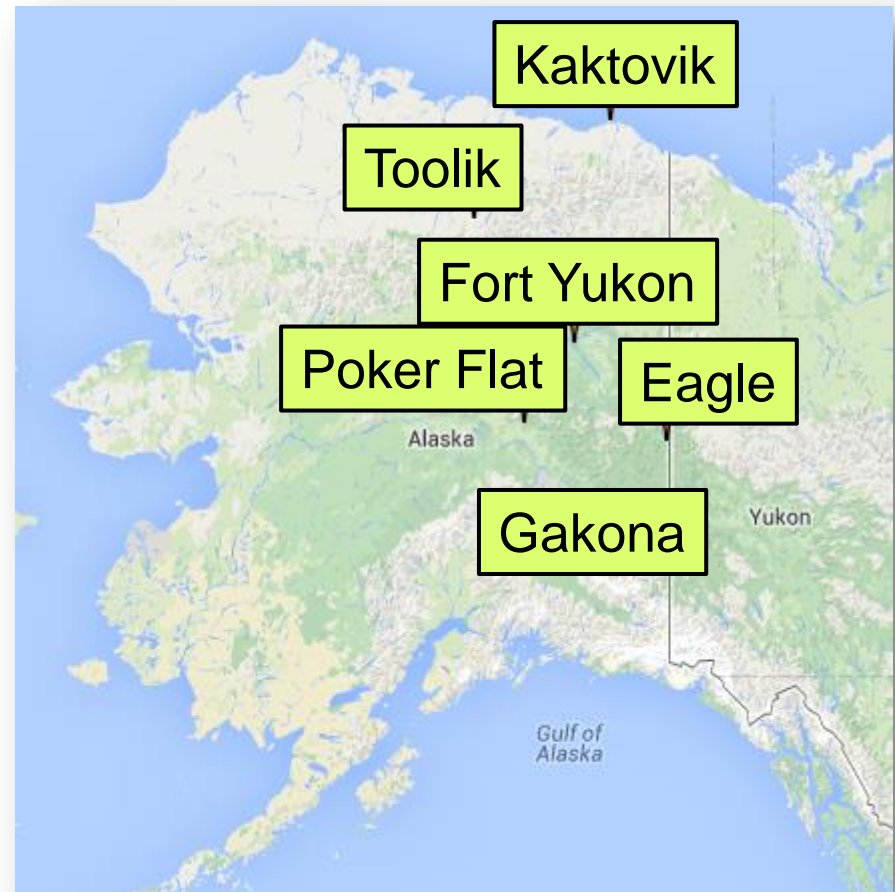 Kaktovik
Toolik
Fort Yukon
Poker Flat
Eagle
Alaska
Gakona
Yukon
Gulf of
Alaska